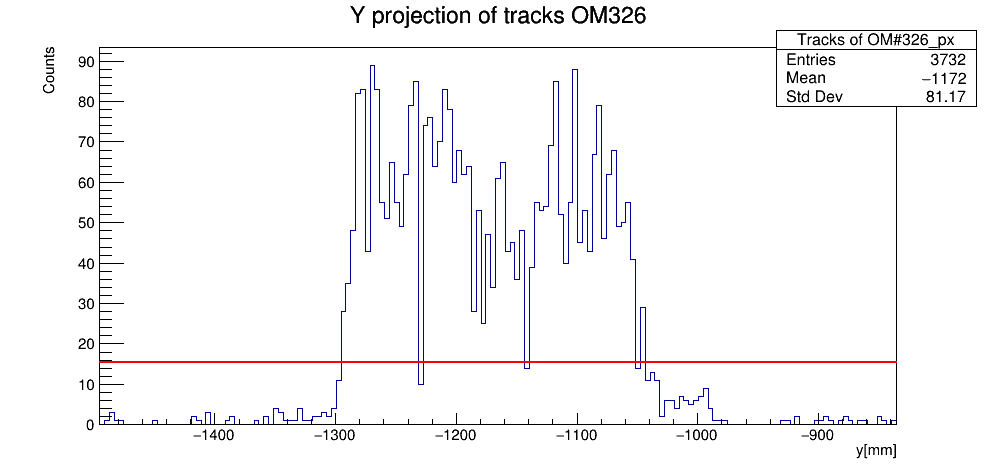 Y projection of tracks OM326
Tracks of OM#326_px
Entries 3732
Mean −1172
Std Dev 81.17
Counts
90
80
70
60
50
40
30
20
10
0
−1400 −1300 −1200 −1100 −1000 −900
y[mm]